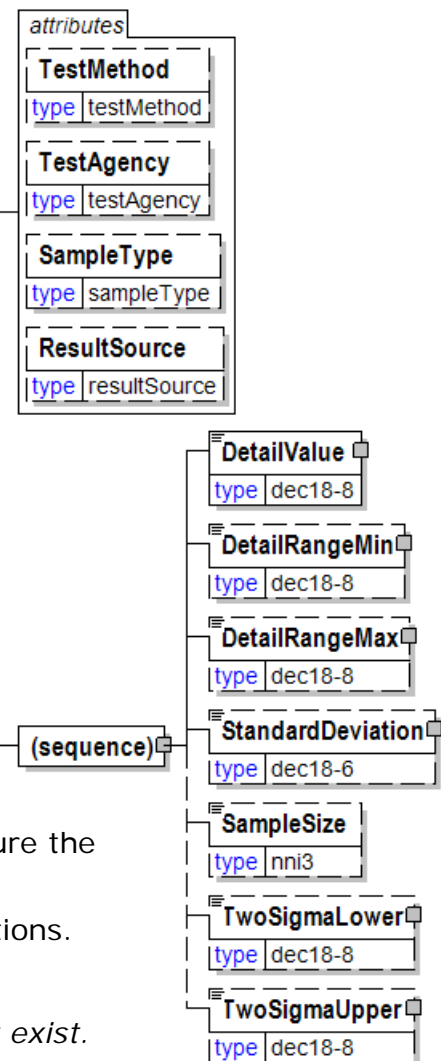 attributes
TestMethod
type testMethod
TestAgency
type testAgency
SampleType
type sampleType
ResultSource
type resultSource
DetailValue
type dec18-8
DetailRangeMin
type dec18-8
DetailRangeMax
type dec18-8
(sequence)
StandardDeviation
type dec18-6
SampleSize
type nni3
TwoSigmaLower
type dec18-8
TwoSigmaUpper
type dec18-8
ure the
tions.
exist.